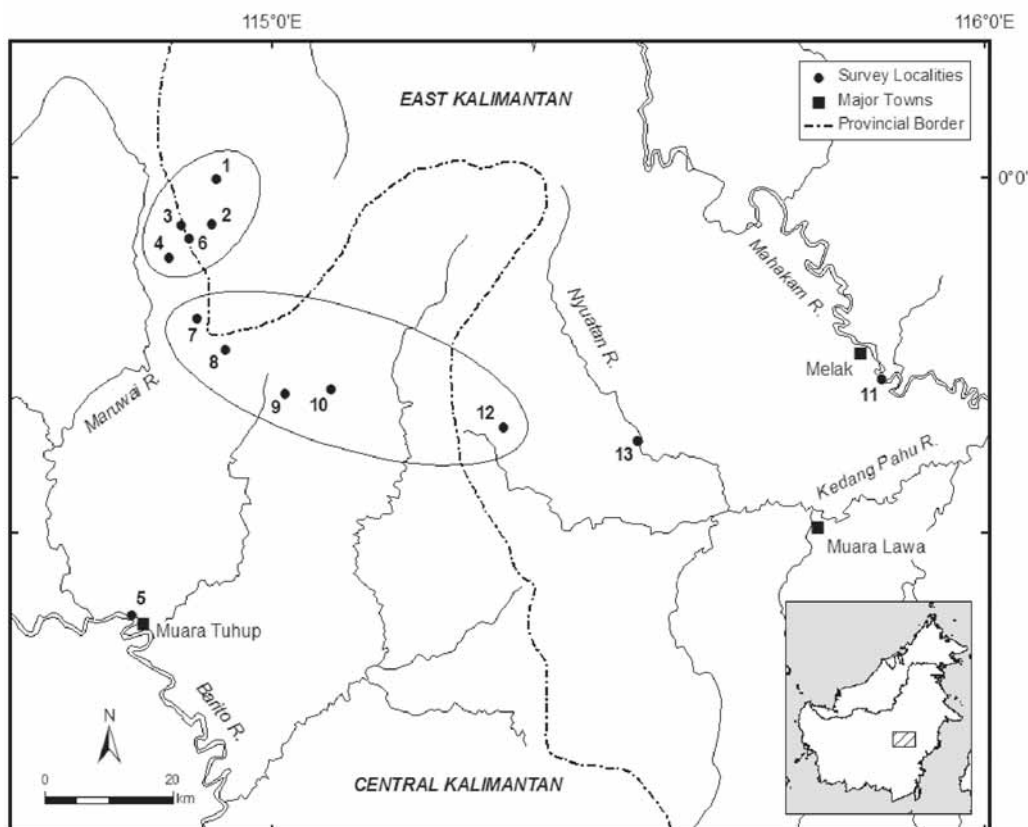 115°0'E
116°0'E
EAST KALIMANTAN
Survey Localities
Major Towns
Provincial Border
0°0'
1
2
3
6
4
7
8
9
10
12
13
11
5
Mahakam R.
Nyuatan R.
Melak
Maruwai R.
Kedang Pahu R.
Muara Lawa
Muara Tuhup
Barito R.
N
0
20
km
CENTRAL KALIMANTAN